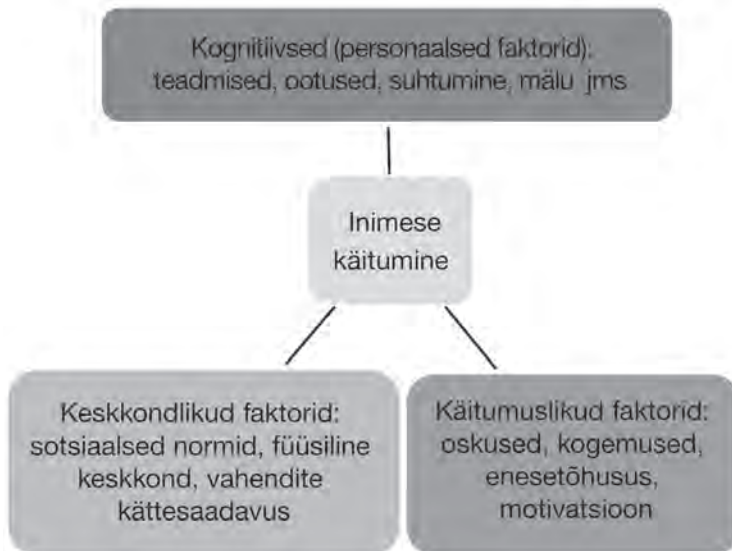 Kognitiivsed (personaalsed faktorid):
teadmised, ootused, suhtumine, mälu jms
Inimese
käitumine
Keskkondlikud faktorid:
sotsiaalsed normid, füüsiline
keskkond, vahendite
kättesaadavus
Käitumuslikud faktorid:
oskused, kogemused,
enesetõhusus,
motivatsioon